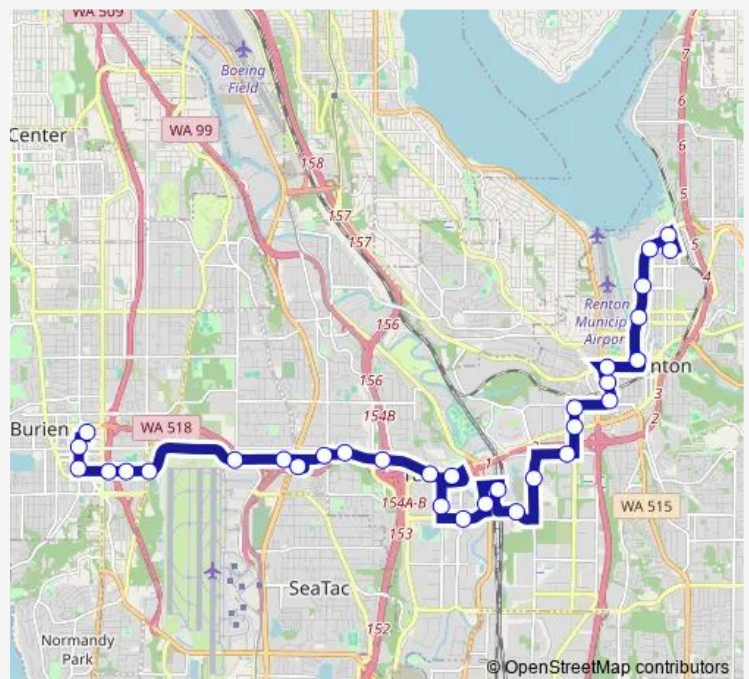 WA 509
Boeing
Field
Center
WA 99
7
6
6
158
157
157
5
5
4
Renton
Municip
Airpor
156
156
nton
3
2
2
154B
Burien
WA 518
1
154A-B
WA 515
153
SeaTac
152
Normandy
Park
© OpenStreetMap contributors